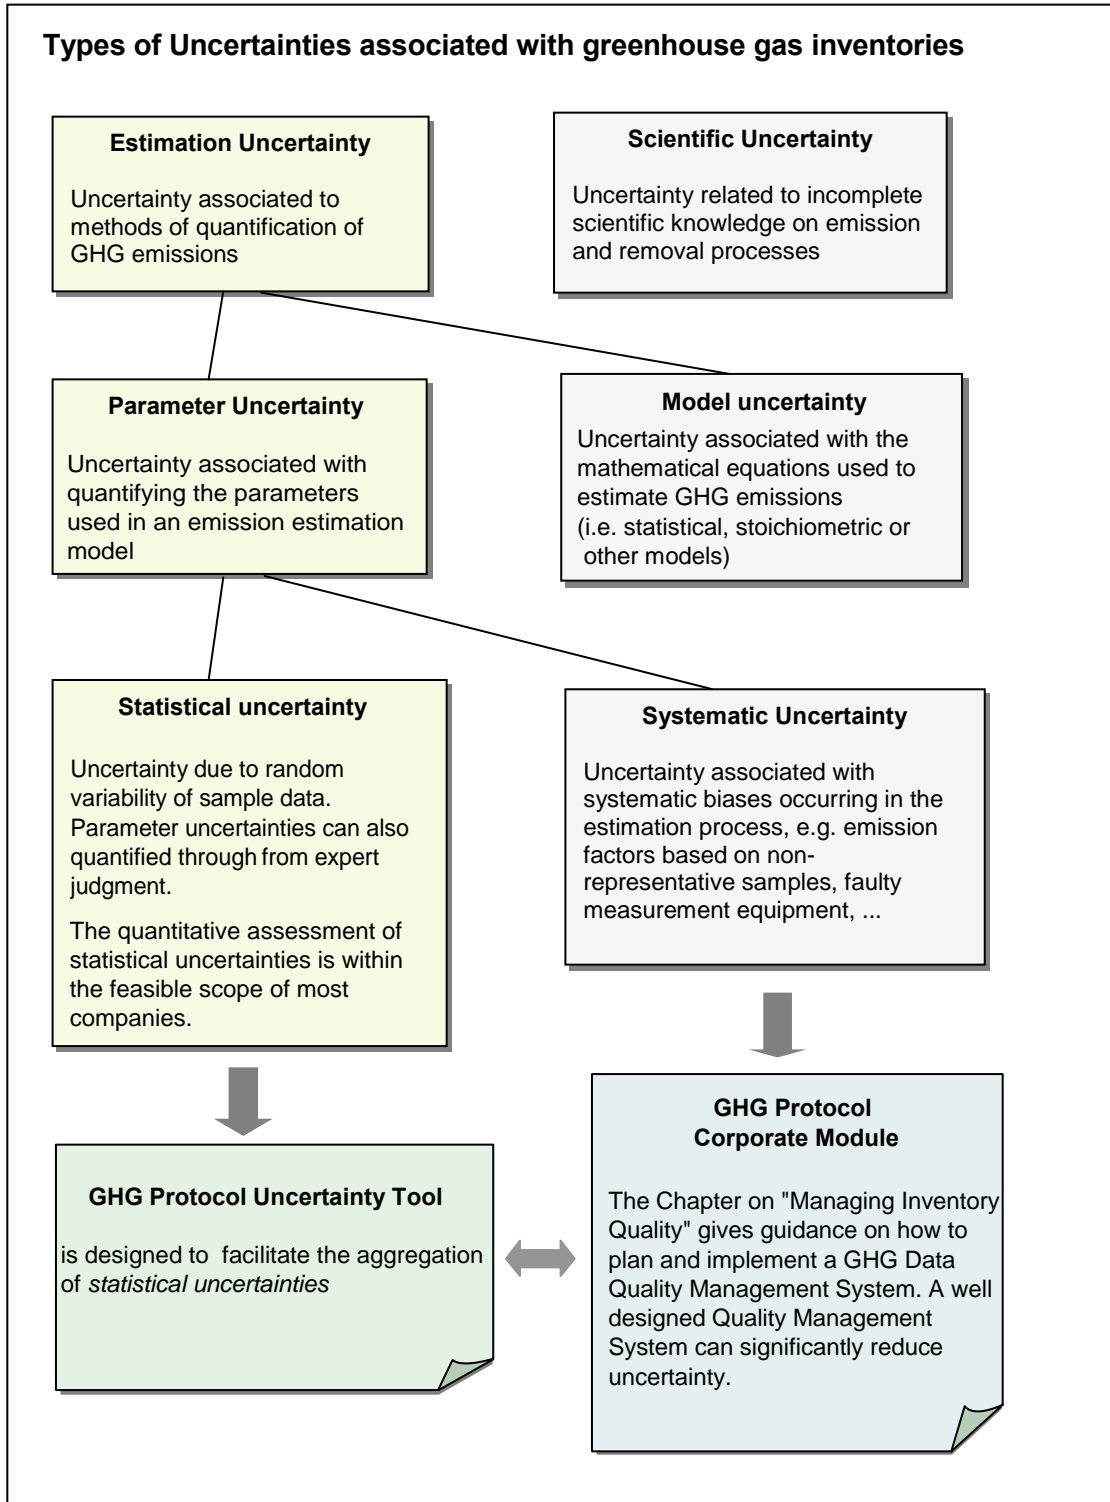 Types of Uncertainties associated with greenhouse gas inventories
Estimation Uncertainty
Uncertainty associated to
methods of quantification of
GHG emissions
Scientific Uncertainty
Uncertainty related to incomplete
scientific knowledge on emission
and removal processes
Parameter Uncertainty
Uncertainty associated with
quantifying the parameters
used in an emission estimation
model
Model uncertainty
Uncertainty associated with the
mathematical equations used to
estimate GHG emissions
(i.e. statistical, stoichiometric or
other models)
Statistical uncertainty
Uncertainty due to random
variability of sample data.
Parameter uncertainties can also
quantified through from expert
judgment.
The quantitative assessment of
statistical uncertainties is within
the feasible scope of most
companies.
Systematic Uncertainty
Uncertainty associated with
systematic biases occurring in the
estimation process, e.g. emission
factors based on non-
representative samples, faulty
measurement equipment, ...
GHG Protocol Uncertainty Tool
is designed to facilitate the aggregation
of statistical uncertainties
GHG Protocol
Corporate Module
The Chapter on "Managing Inventory
Quality" gives guidance on how to
plan and implement a GHG Data
Quality Management System. A well
designed Quality Management
System can significantly reduce
uncertainty.